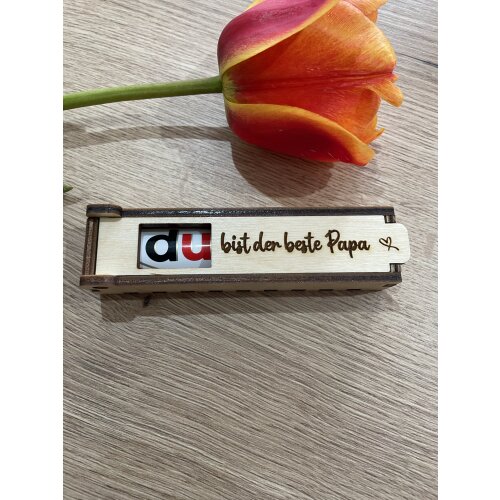 du bist der beste Papa